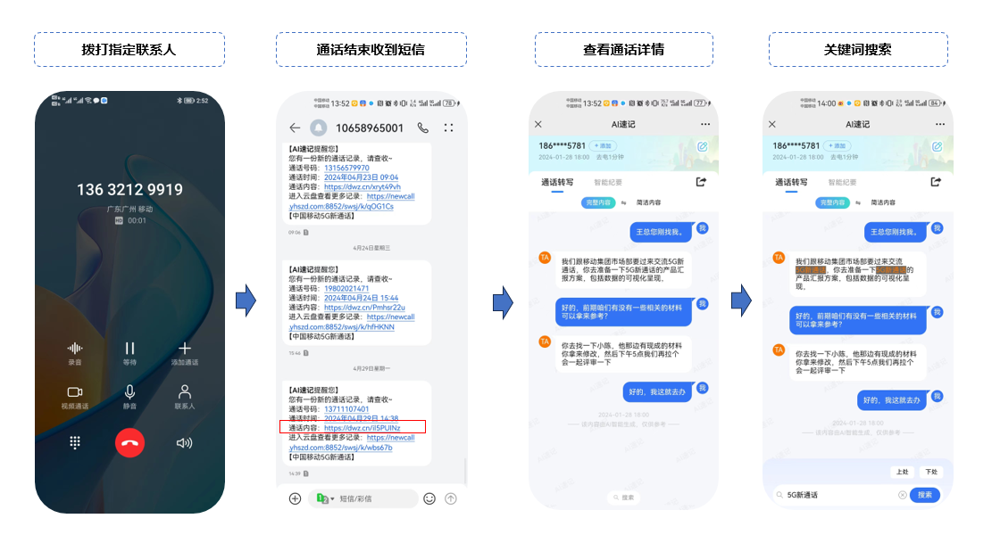 拨打指定联系人
通话结束收到短信
查看通话详情
关键词搜索
2:52
136 3212 9919
广东广州 移动
HD 00:01
录音
等待
添加通话
视频通话
静音
联系人
中国移动
中国移动
13:52
78
10658965001
【AI速记提醒您】
您有一份新的通话记录，请查收~
通话号码：13156579970
通话时间：2024年04月23日 09:04
通话内容：https://dwz.cn/xryt49vh
进入云盘查看更多记录：https://newcall
.yhszd.com:8852/swsj/k/qOG1Cs
【中国移动5G新通话】
09:06
4月24日星期三
【AI速记提醒您】
您有一份新的通话记录，请查收~
通话号码：19802021471
通话时间：2024年04月24日 15:44
通话内容：https://dwz.cn/Pmhsr22u
进入云盘查看更多记录：https://newcall
.yhszd.com:8852/swsj/k/hfHKNN
【中国移动5G新通话】
15:46
4月29日星期一
【AI速记提醒您】
您有一份新的通话记录，请查收~
通话号码：13711107401
通话时间：2024年04月29日 14:38
通话内容：https://dwz.cn/il5PUlNz
进入云盘查看更多记录：https://newcall
.yhszd.com:8852/swsj/k/wbs67b
【中国移动5G新通话】
14:39
短信/彩信
中国移动
中国移动
13:52
77
AI速记
186****5781
+ 添加
2024-01-28 18:00 去电1分钟
通话转写
智能纪要
完整内容
简洁内容
王总您刚找我。
我
TA
我们跟移动集团市场部要过来交流5G新
通话，你去准备一下5G新通话的产品汇
报方案，包括数据的可视化呈现。
好的，前期咱们有没有一些相关的材料
可以拿来参考？
我
TA
你去找一下小陈，他那边有现成的材料
你拿来修改，然后下午5点我们再拉个
会一起评审一下
好的，我这就去办
我
2024-01-28 18:00
该内容由AI智能生成，仅供参考
搜索
中国移动
中国移动
14:00
84
AI速记
186****5781
+ 添加
2024-01-28 18:00 去电1分钟
通话转写
智能纪要
完整内容
简洁内容
王总您刚找我。
我
TA
我们跟移动集团市场部要过来交流
5G新通话，你去准备一下5G新通话的
产品汇报方案，包括数据的可视化呈
现。
好的，前期咱们有没有一些相关的材料
可以拿来参考？
我
TA
你去找一下小陈，他那边有现成的材料
你拿来修改，然后下午5点我们再拉个
会一起评审一下
好的，我这就去办
我
2024-01-28 18:00
该内容由AI智能生成，仅供参考
上处
下处
5G新通话
搜索